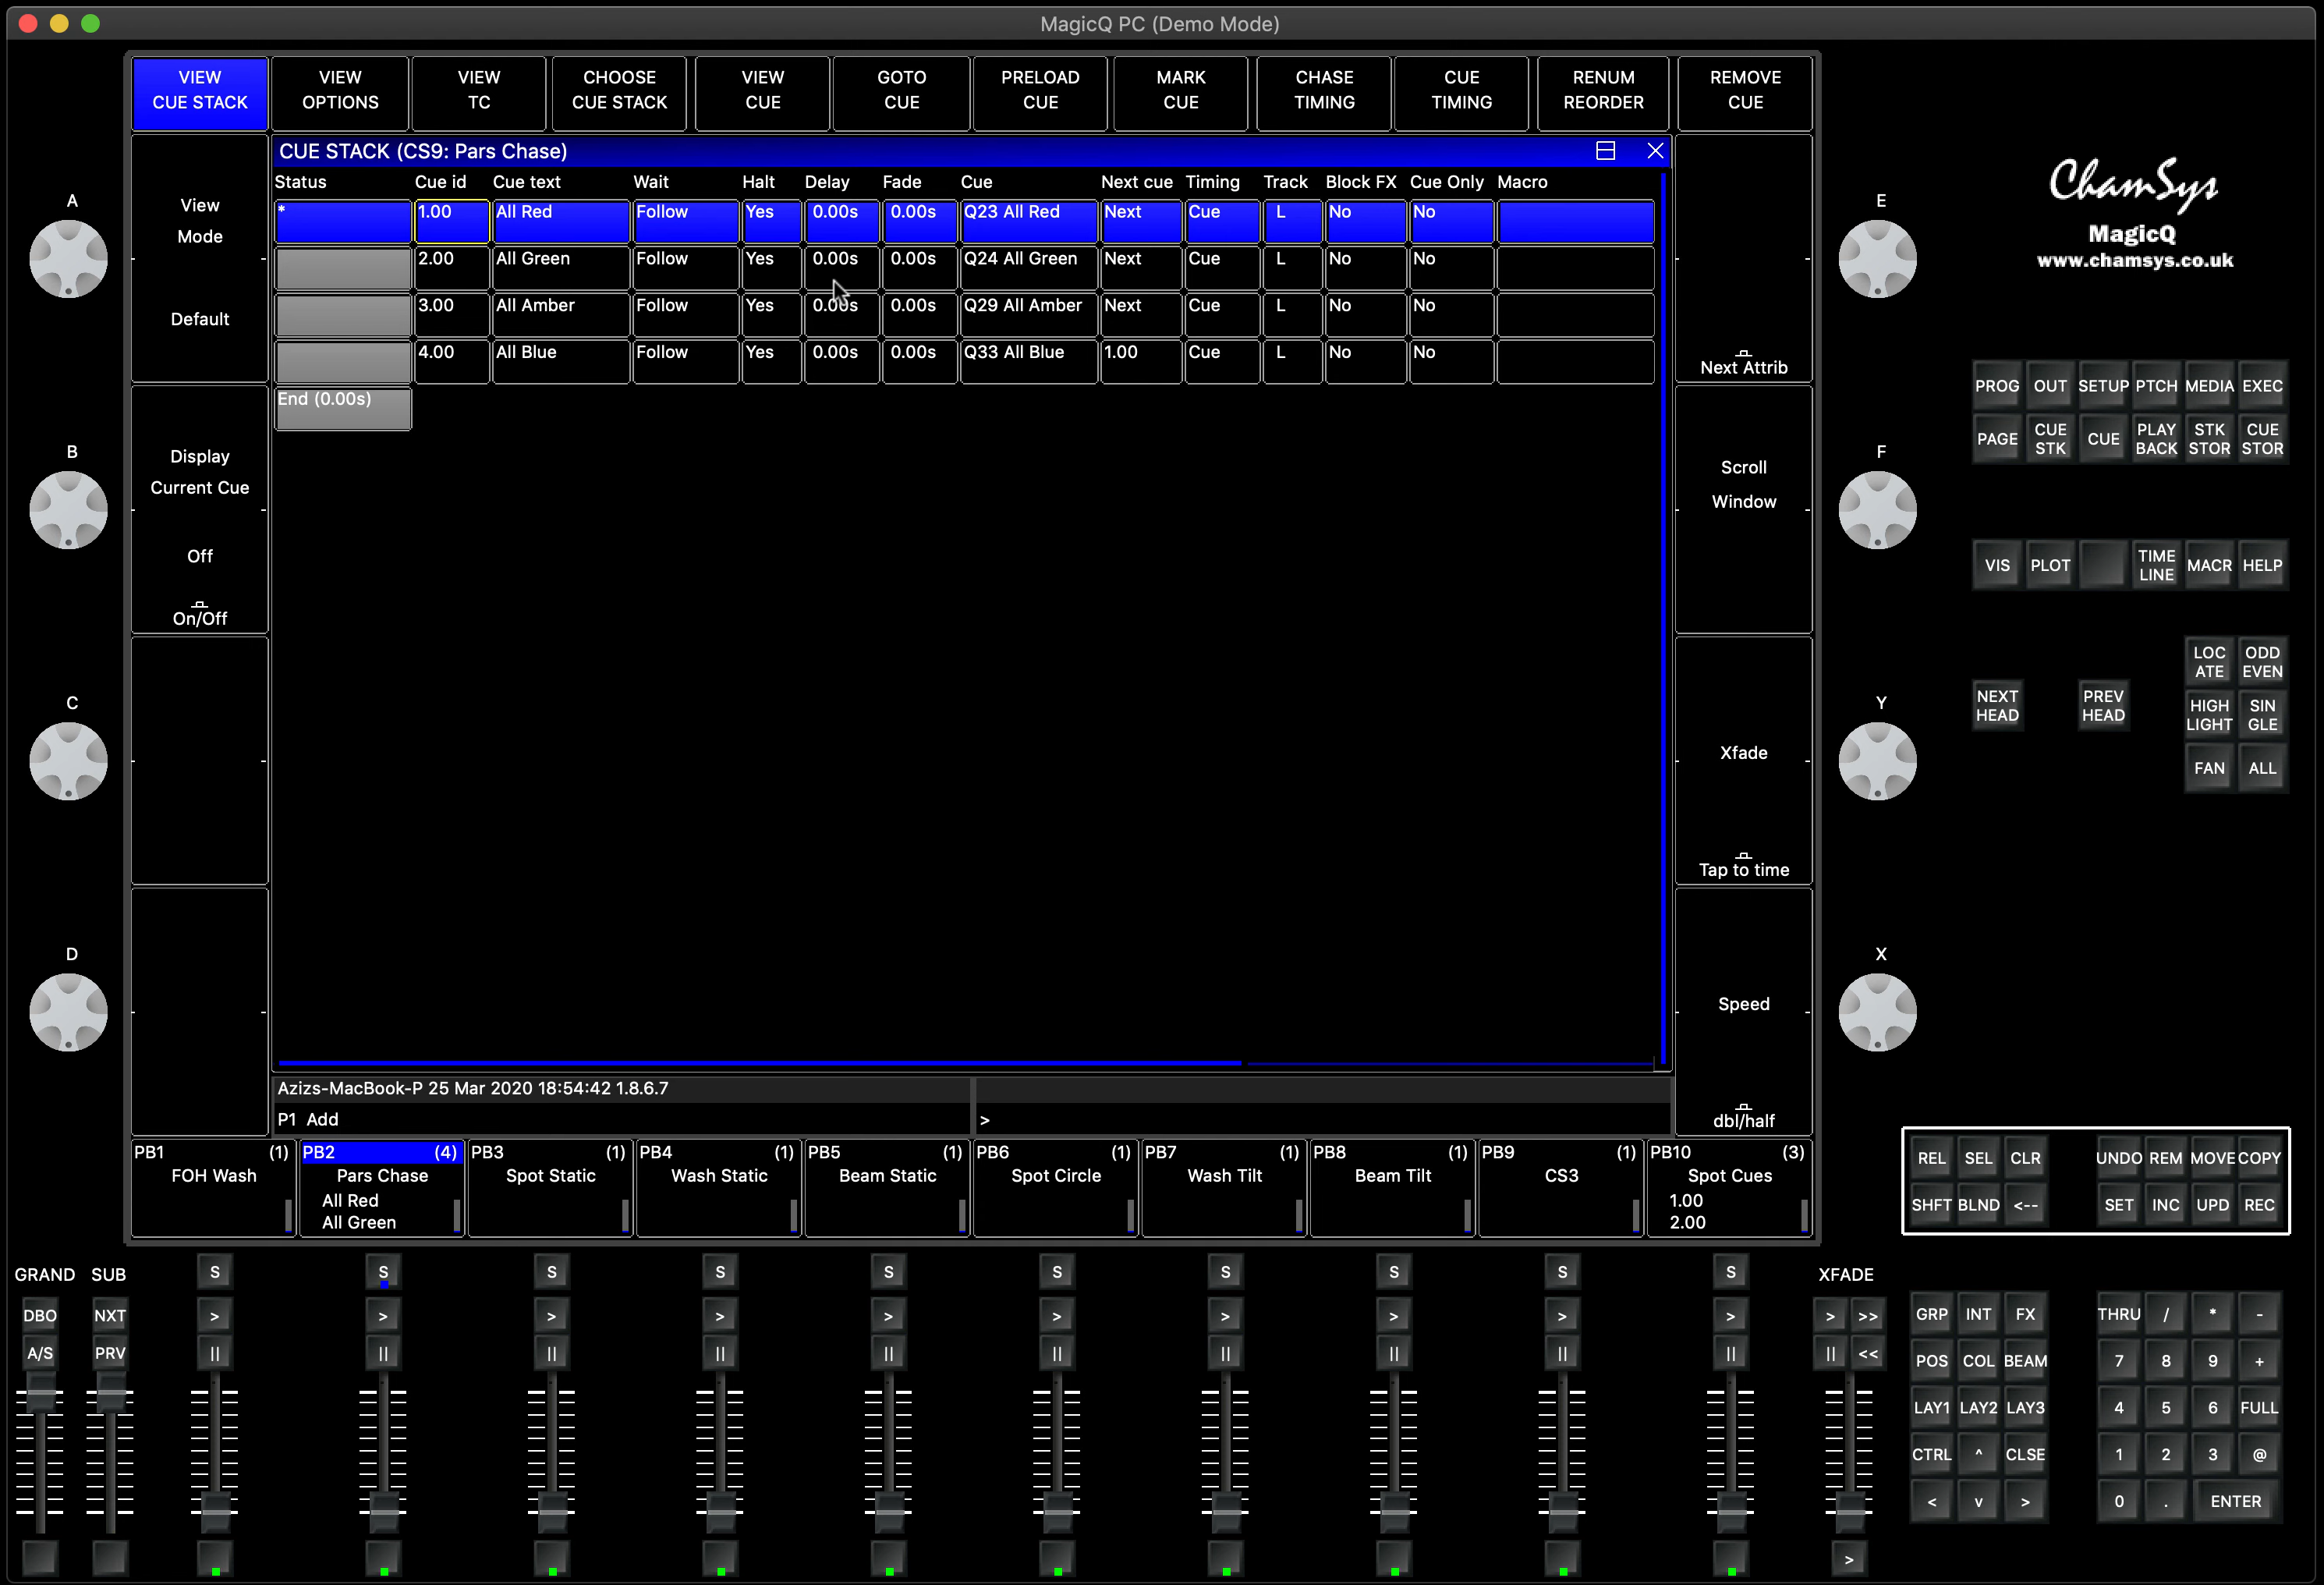 MagicQ PC (Demo Mode)
VIEW CUE STACK
VIEW OPTIONS
VIEW TC
CHOOSE CUE STACK
VIEW CUE
GOTO CUE
PRELOAD CUE
MARK CUE
CHASE TIMING
CUE TIMING
RENUM REORDER
REMOVE CUE
CUE STACK (CS9: Pars Chase)
Status Cue id Cue text Wait Halt Delay Fade Cue Next cue Timing Track Block FX Cue Only Macro
* 1.00 All Red Follow Yes 0.00s 0.00s Q23 All Red Next Cue L No No
2.00 All Green Follow Yes 0.00s 0.00s Q24 All Green Next Cue L No No
3.00 All Amber Follow Yes 0.00s 0.00s Q29 All Amber Next Cue L No No
4.00 All Blue Follow Yes 0.00s 0.00s Q33 All Blue 1.00 Cue L No No
End (0.00s)
A
View
Mode
Default
B
Display
Current Cue
Off
On/Off
C
D
E
Next Attrib
F
Scroll
Window
Y
Xfade
Tap to time
X
Speed
dbl/half
ChamSys
MagicQ
www.chamsys.co.uk
PROG OUT SETUP PTCH MEDIA EXEC
PAGE CUE STK CUE PLAY BACK STK STOR CUE STOR
VIS PLOT TIME LINE MACR HELP
LOC ATE ODD EVEN
NEXT HEAD PREV HEAD HIGH LIGHT SIN GLE
FAN ALL
Azizs-MacBook-P 25 Mar 2020 18:54:42 1.8.6.7
P1 Add
>
PB1 (1)
FOH Wash
PB2 (4)
Pars Chase
All Red
All Green
PB3 (1)
Spot Static
PB4 (1)
Wash Static
PB5 (1)
Beam Static
PB6 (1)
Spot Circle
PB7 (1)
Wash Tilt
PB8 (1)
Beam Tilt
PB9 (1)
CS3
PB10 (3)
Spot Cues
1.00
2.00
REL SEL CLR UNDO REM MOVE COPY
SHFT BLND <-- SET INC UPD REC
GRAND SUB S S S S S S S S S S XFADE
DBO NXT > > > > > > > > > > > >>
A/S PRV || || || || || || || || || || || <<
GRP INT FX THRU / * -
POS COL BEAM 7 8 9 +
LAY1 LAY2 LAY3 4 5 6 FULL
CTRL ^ CLSE 1 2 3 @
< v > 0 . ENTER
>